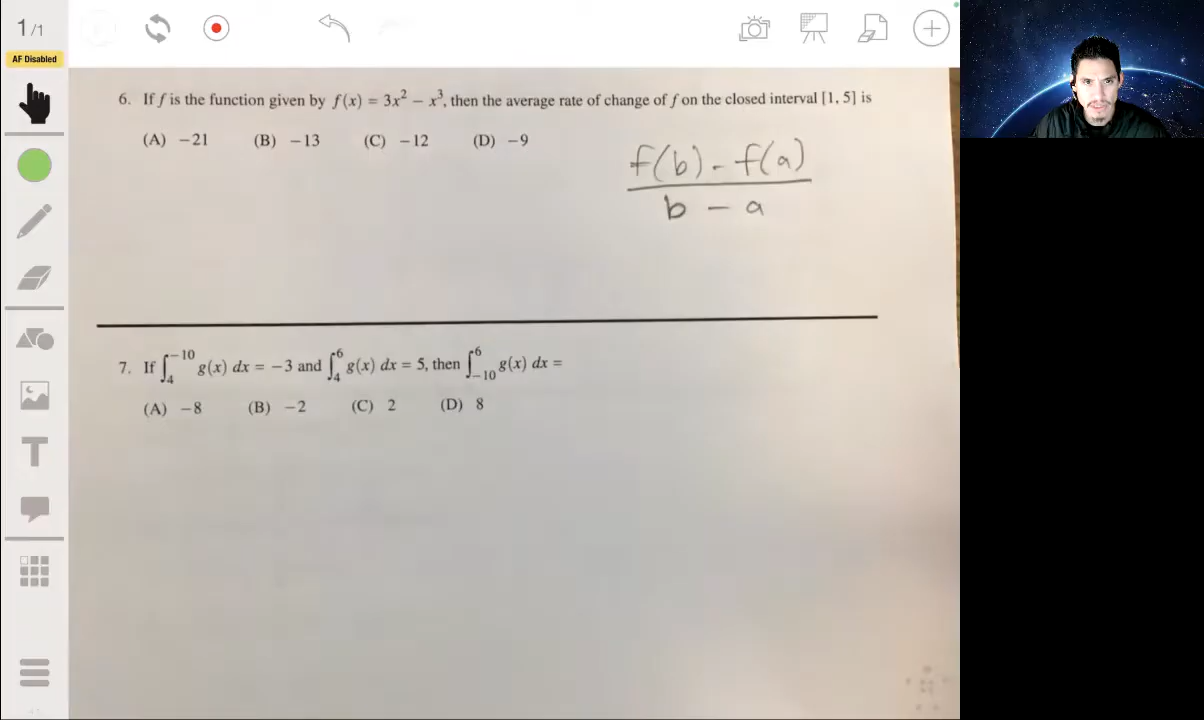 1/1
AF Disabled
6. If f is the function given by f(x) = 3x² − x³, then the average rate of change of f on the closed interval [1, 5] is
(A) −21 (B) −13 (C) −12 (D) −9
f(b) - f(a)
b - a
7. If ∫₄⁻¹⁰ g(x) dx = −3 and ∫₄⁶ g(x) dx = 5, then ∫₋₁₀⁶ g(x) dx =
(A) −8 (B) −2 (C) 2 (D) 8
T